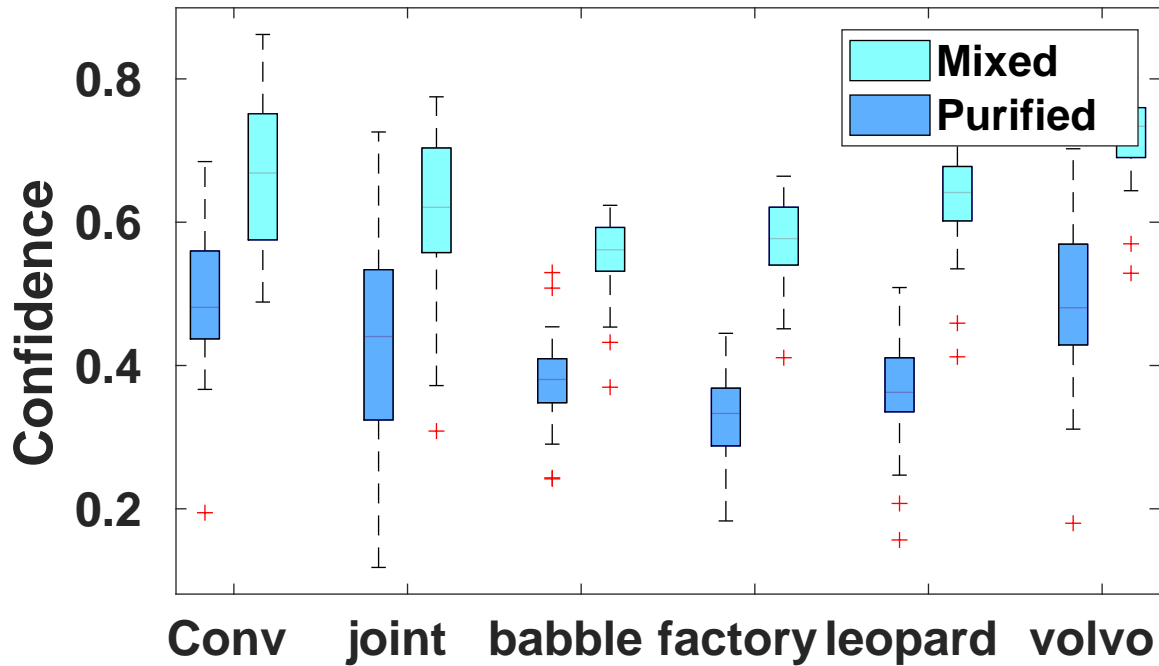 Mixed
Purified
0.8
0.6
0.4
0.2
Confidence
Conv joint babble factory leopard volvo